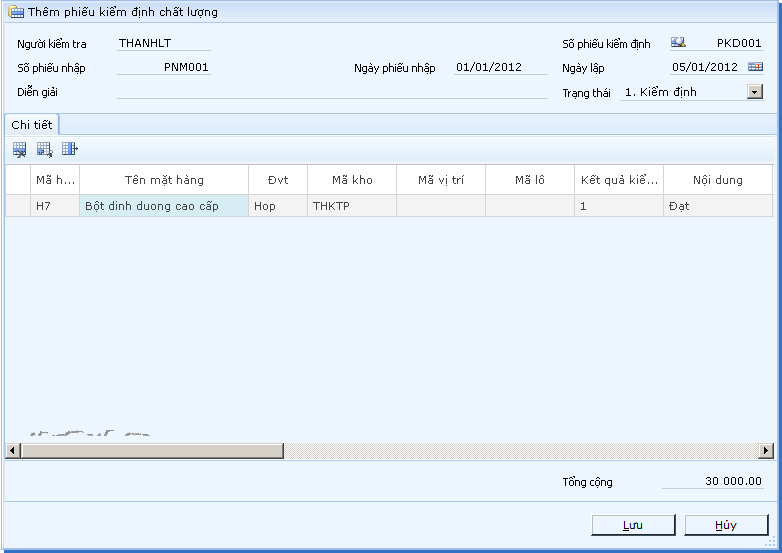 Thêm phiếu kiểm định chất lượng
Người kiểm tra THANHLT Số phiếu kiểm định PKD001
Số phiếu nhập PNM001 Ngày phiếu nhập 01/01/2012 Ngày lập 05/01/2012
Diễn giải Trạng thái 1. Kiểm định
Chi tiết
Mã h... Tên mặt hàng Đvt Mã kho Mã vị trí Mã lô Kết quả kiể... Nội dung
H7 Bột dinh duong cao cấp Hop THKTP 1 Đạt
Tổng cộng 30 000.00
Lưu Hủy